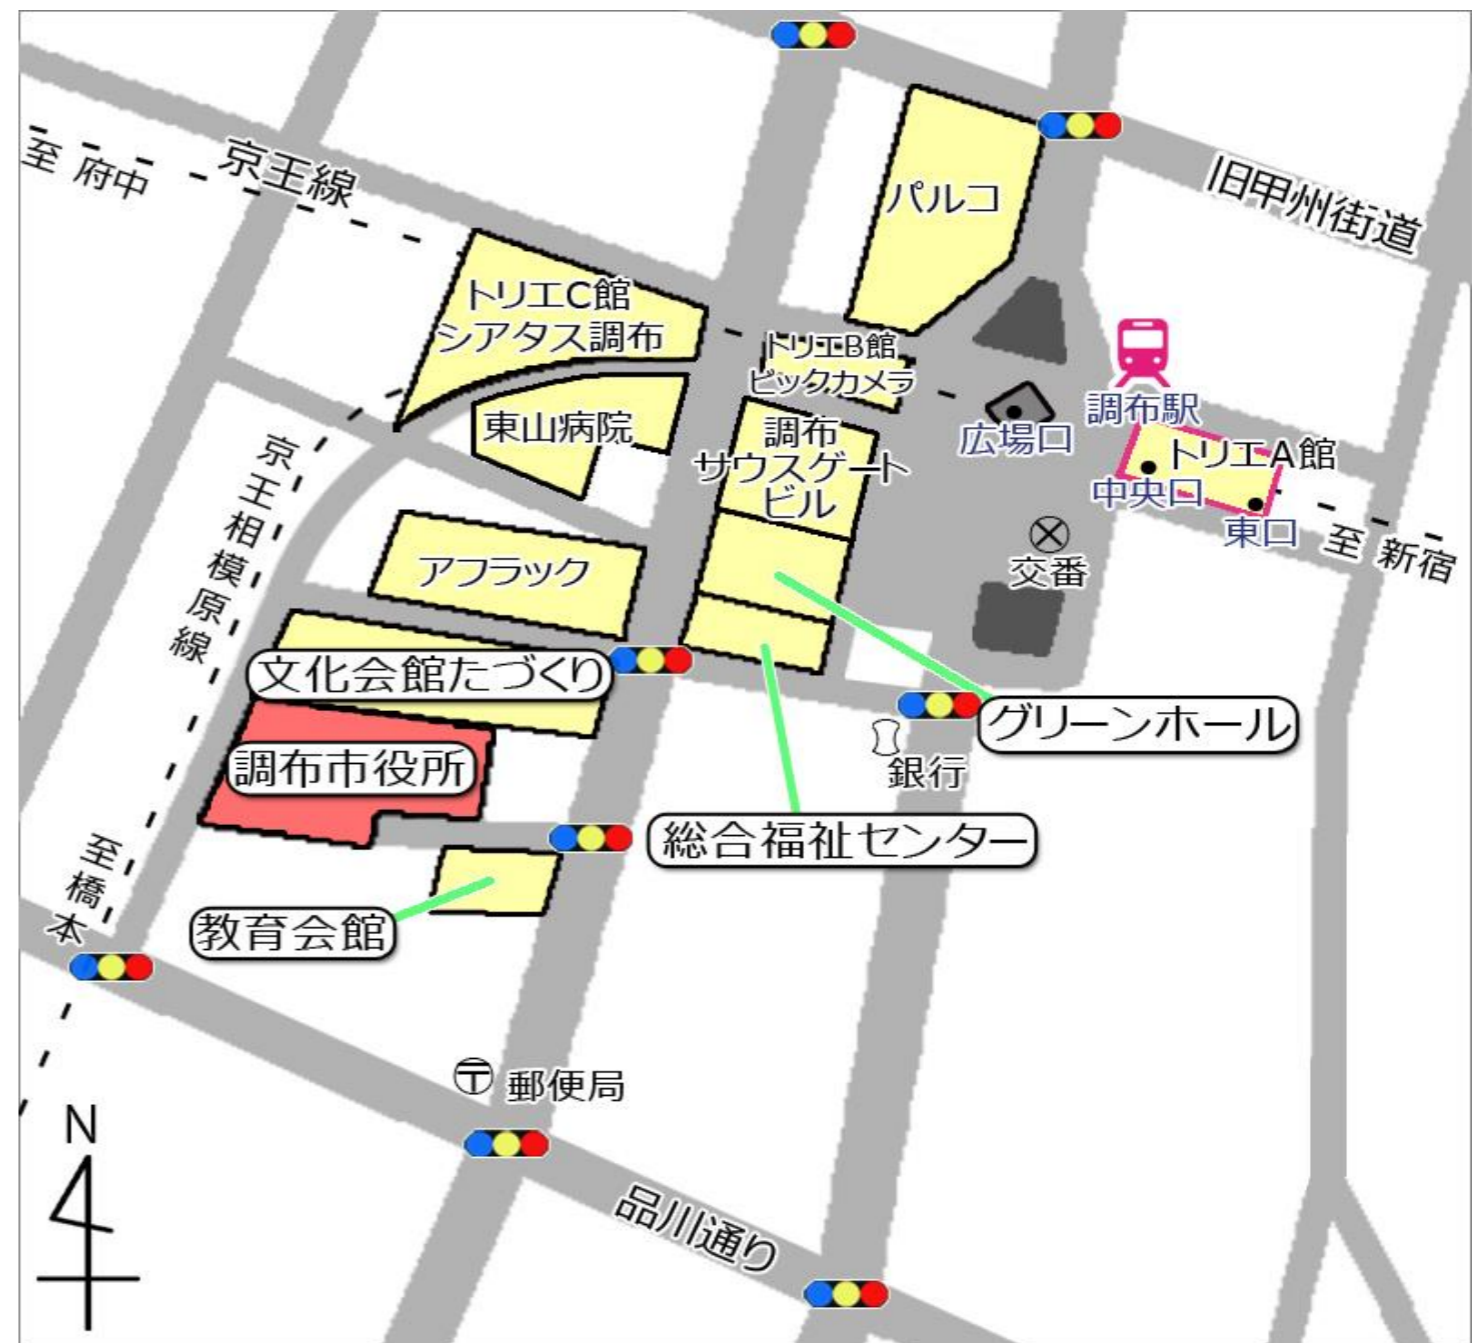 旧甲州街道
至 府中
京王線
パルコ
トリエC館
シアタス調布
トリエB館
ビックカメラ
調布駅
広場口
トリエA館
中央口
東口
至 新宿
東山病院
調布
サウスゲート
ビル
交番
京王相模原線
アフラック
文化会館たづくり
グリーンホール
調布市役所
銀行
総合福祉センター
至橋本
教育会館
〒 郵便局
N
品川通り